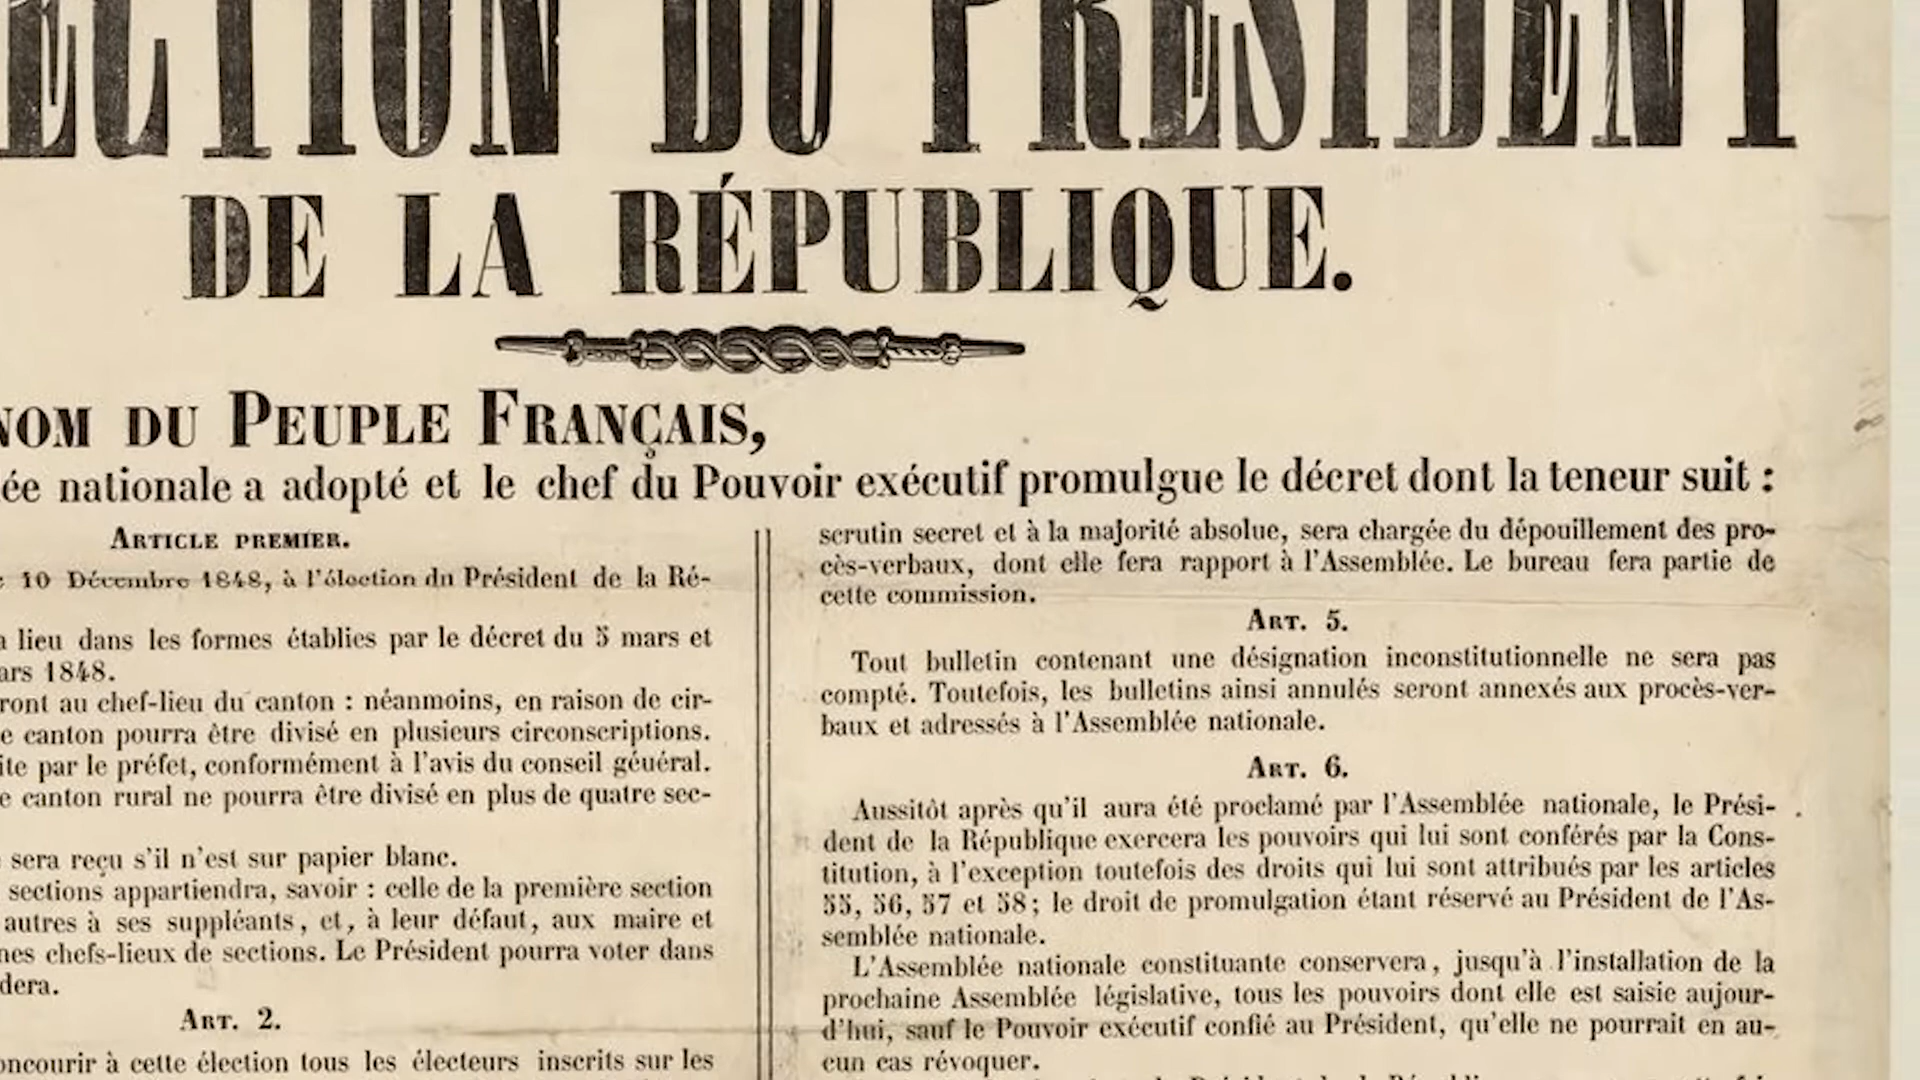 ECTION DU PRÉSIDENT
DE LA RÉPUBLIQUE.
NOM DU PEUPLE FRANÇAIS,
ée nationale a adopté et le chef du Pouvoir exécutif promulgue le décret dont la teneur suit :
ARTICLE PREMIER.
10 Décembre 1848, à l'élection du Président de la Ré-
lieu dans les formes établies par le décret du 5 mars et
ars 1848.
ront au chef-lieu du canton : néanmoins, en raison de cir-
e canton pourra être divisé en plusieurs circonscriptions.
ite par le préfet, conformément à l'avis du conseil géuéral.
e canton rural ne pourra être divisé en plus de quatre sec-
sera reçu s'il n'est sur papier blanc.
sections appartiendra, savoir : celle de la première section
autres à ses suppléants, et, à leur défaut, aux maire et
nes chefs-lieux de sections. Le Président pourra voter dans
dera.
ART. 2.
oncourir à cette élection tous les électeurs inscrits sur les
scrutin secret et à la majorité absolue, sera chargée du dépouillement des pro-
cès-verbaux, dont elle fera rapport à l'Assemblée. Le bureau fera partie de
cette commission.
ART. 5.
Tout bulletin contenant une désignation inconstitutionnelle ne sera pas
compté. Toutefois, les bulletins ainsi annulés seront annexés aux procès-ver-
baux et adressés à l'Assemblée nationale.
ART. 6.
Aussitôt après qu'il aura été proclamé par l'Assemblée nationale, le Prési-
dent de la République exercera les pouvoirs qui lui sont conférés par la Cons-
titution, à l'exception toutefois des droits qui lui sont attribués par les articles
55, 56, 57 et 58; le droit de promulgation étant réservé au Président de l'As-
semblée nationale.
L'Assemblée nationale constituante conservera, jusqu'à l'installation de la
prochaine Assemblée législative, tous les pouvoirs dont elle est saisie aujour-
d'hui, sauf le Pouvoir exécutif confié au Président, qu'elle ne pourrait en au-
cun cas révoquer.